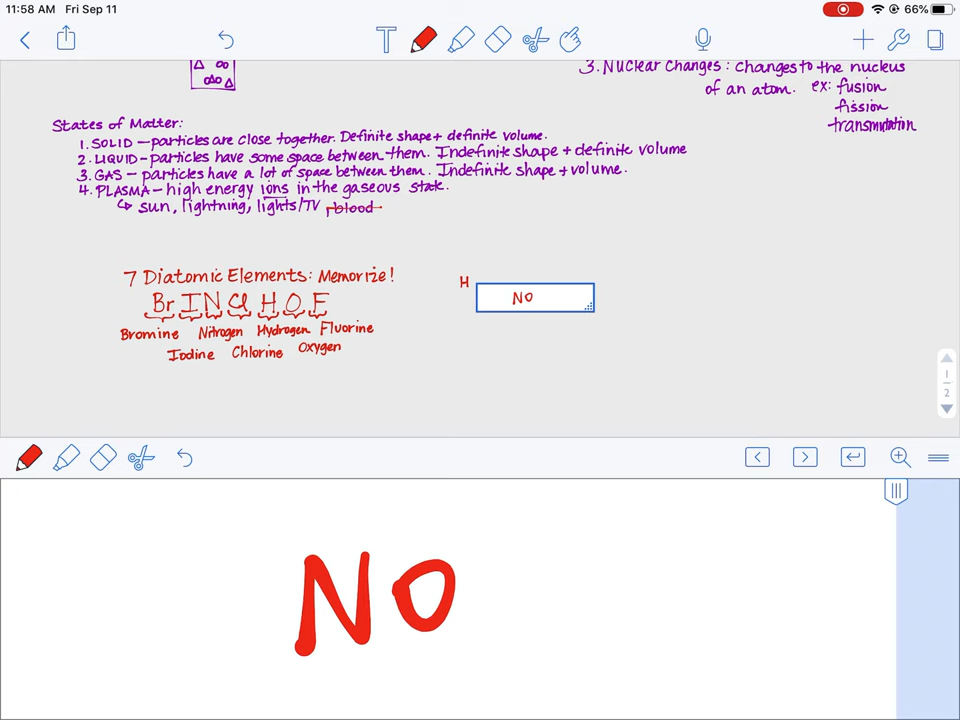 11:58 AM Fri Sep 11
66%
T
3. Nuclear Changes: Changes to the nucleus
of an atom. ex: fusion
fission
transmutation
States of Matter:
1. SOLID - particles are close together. Definite shape + definite volume.
2. LIQUID - particles have some space between them. Indefinite shape + definite volume
3. GAS - particles have a lot of space between them. Indefinite shape + volume.
4. PLASMA - high energy ions in the gaseous state.
↳ sun, lightning, lights/TV blood
7 Diatomic Elements: Memorize!
Br I N Cl H O F
Bromine Nitrogen Hydrogen Fluorine
Iodine Chlorine Oxygen
H
NO
1
2
NO